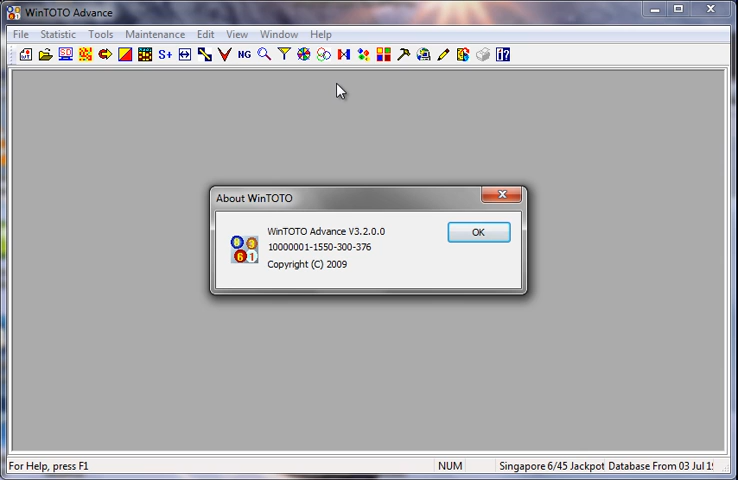 WinTOTO Advance
File Statistic Tools Maintenance Edit View Window Help
SD S+ NG
About WinTOTO
WinTOTO Advance V3.2.0.0
10000001-1550-300-376
Copyright (C) 2009
OK
For Help, press F1 NUM Singapore 6/45 Jackpot Database From 03 Jul